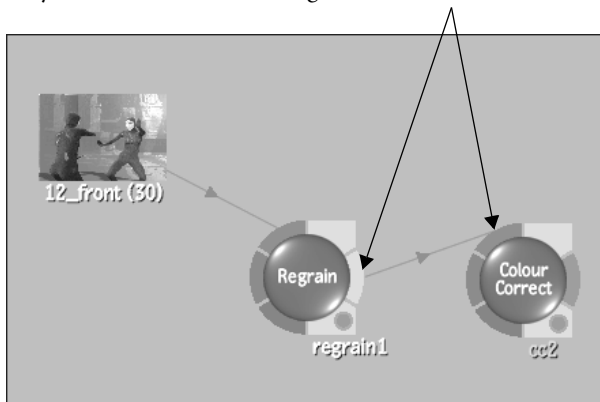 12_front (30)
Regrain
regrain1
Colour
Correct
cc2